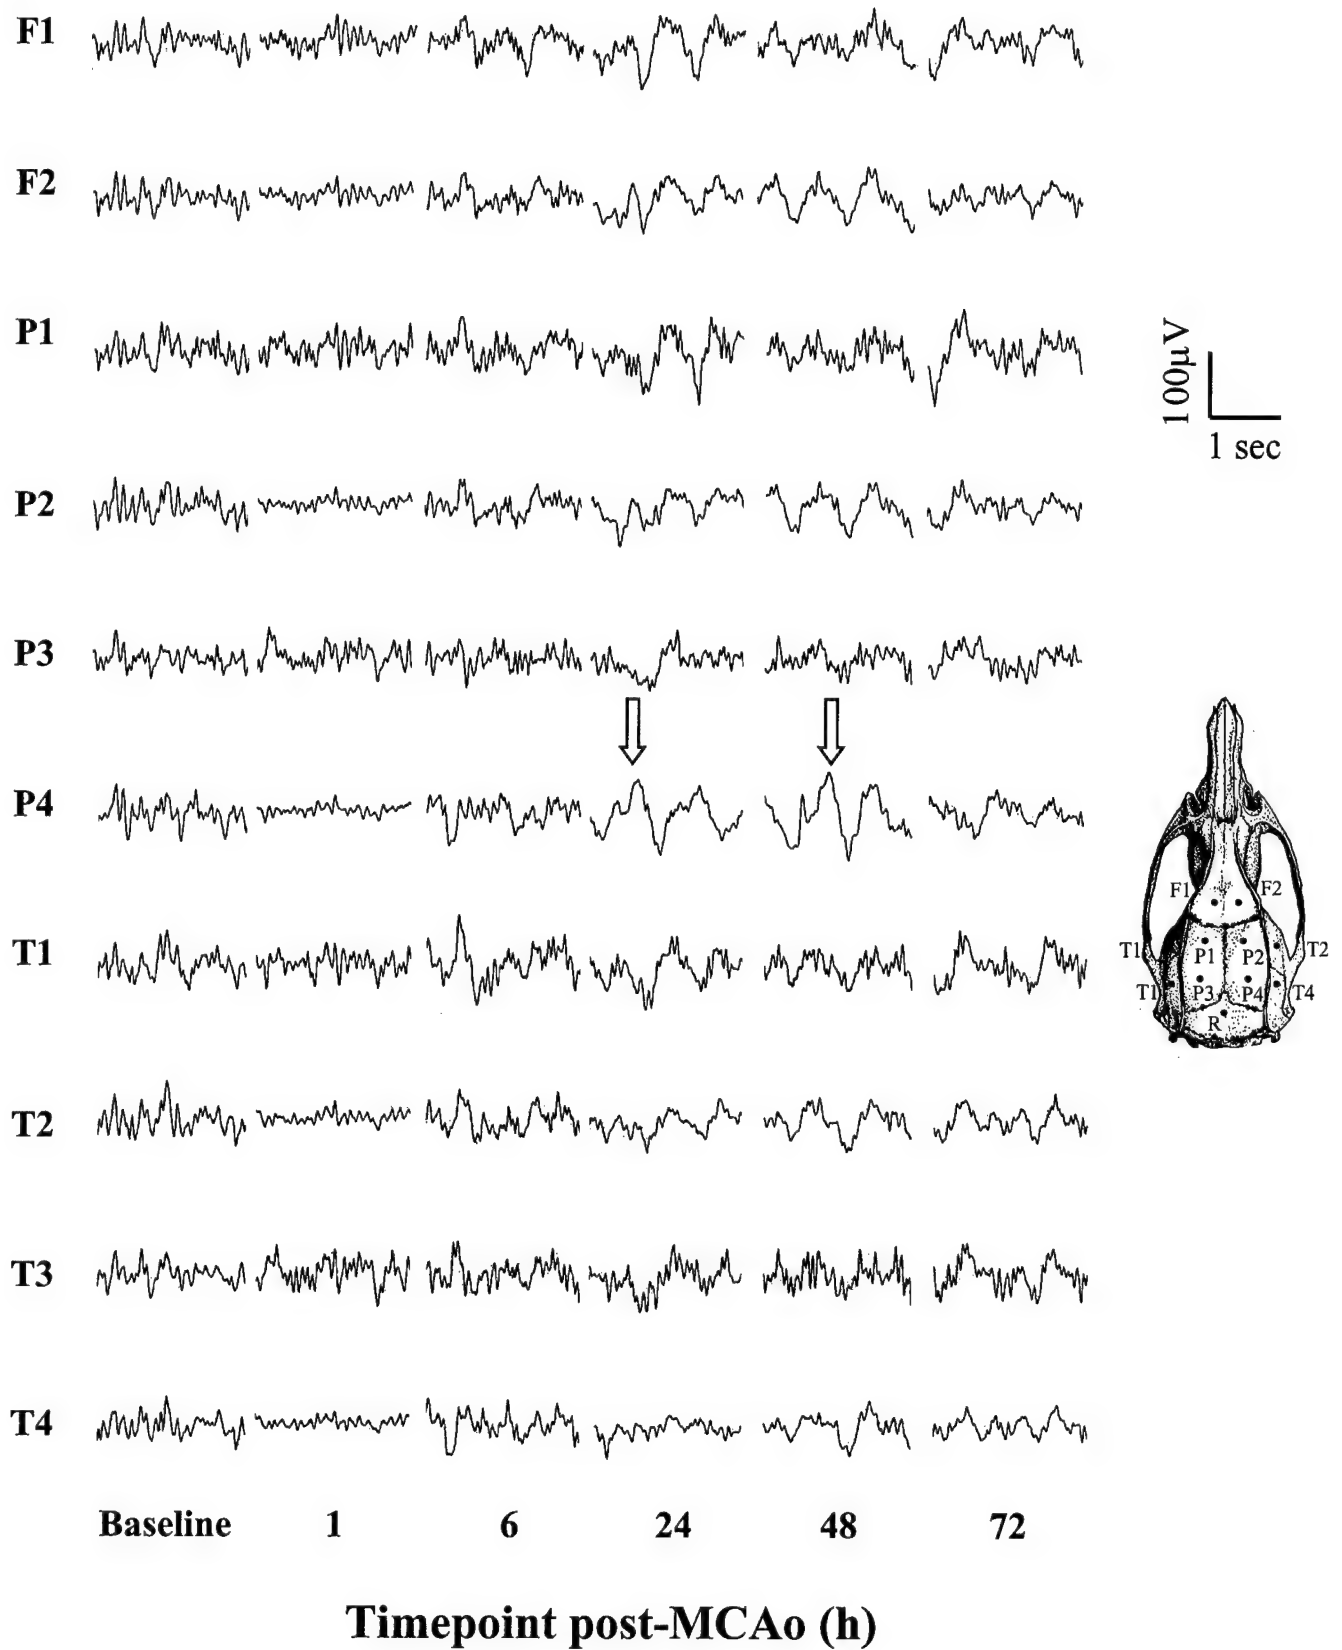 F1
F2
P1
100µV
1 sec
P2
P3
P4
F1 F2
T1 P1 P2 T2
T1 P3 P4 T4
R
T1
T2
T3
T4
Baseline 1 6 24 48 72
Timepoint post-MCAo (h)